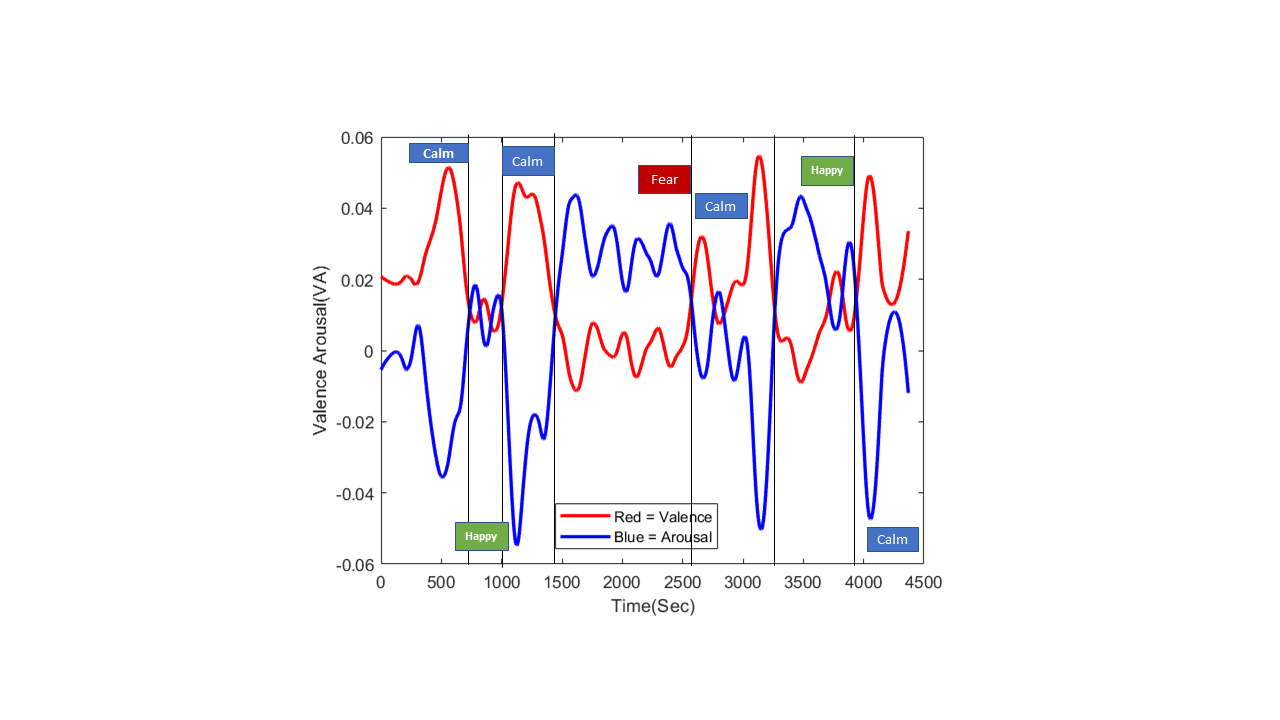 0.06
0.04
0.02
0
-0.02
-0.04
-0.06
Valence Arousal(VA)
Calm
Calm
Fear
Calm
Happy
Happy
Calm
Red = Valence
Blue = Arousal
0 500 1000 1500 2000 2500 3000 3500 4000 4500
Time(Sec)